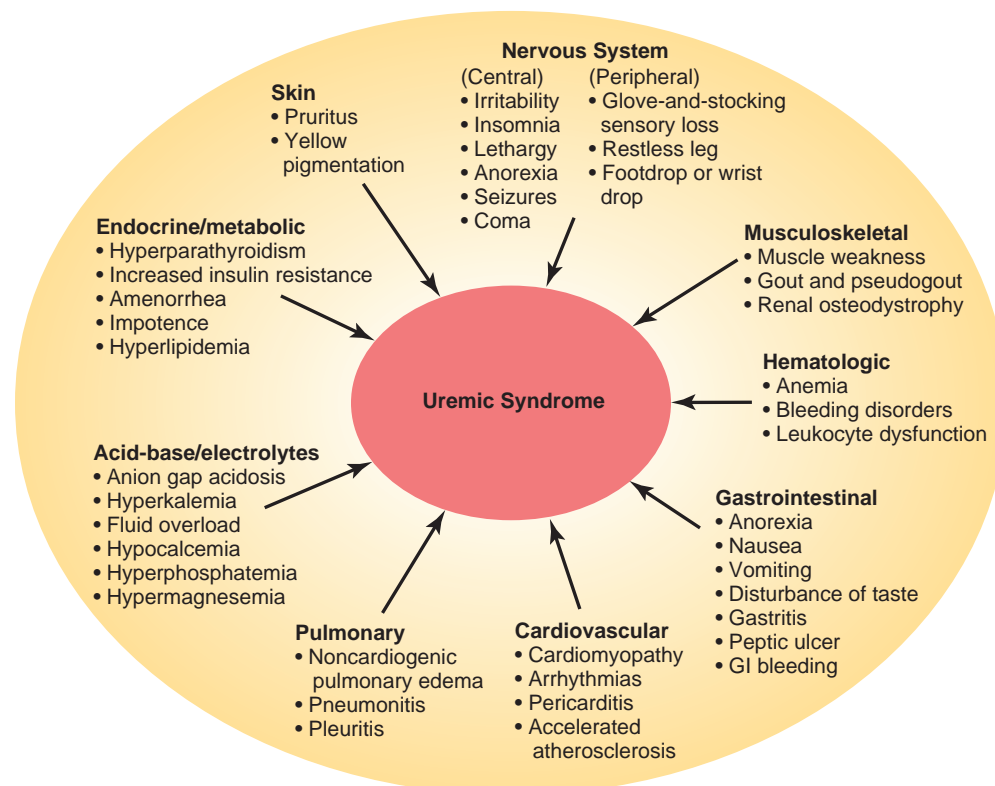 Nervous System
(Central)
• Irritability
• Insomnia
• Lethargy
• Anorexia
• Seizures
• Coma
(Peripheral)
• Glove-and-stocking
sensory loss
• Restless leg
• Footdrop or wrist
drop
Skin
• Pruritus
• Yellow
pigmentation
Endocrine/metabolic
• Hyperparathyroidism
• Increased insulin resistance
• Amenorrhea
• Impotence
• Hyperlipidemia
Musculoskeletal
• Muscle weakness
• Gout and pseudogout
• Renal osteodystrophy
Uremic Syndrome
Hematologic
• Anemia
• Bleeding disorders
• Leukocyte dysfunction
Acid-base/electrolytes
• Anion gap acidosis
• Hyperkalemia
• Fluid overload
• Hypocalcemia
• Hyperphosphatemia
• Hypermagnesemia
Gastrointestinal
• Anorexia
• Nausea
• Vomiting
• Disturbance of taste
• Gastritis
• Peptic ulcer
• GI bleeding
Pulmonary
• Noncardiogenic
pulmonary edema
• Pneumonitis
• Pleuritis
Cardiovascular
• Cardiomyopathy
• Arrhythmias
• Pericarditis
• Accelerated
atherosclerosis